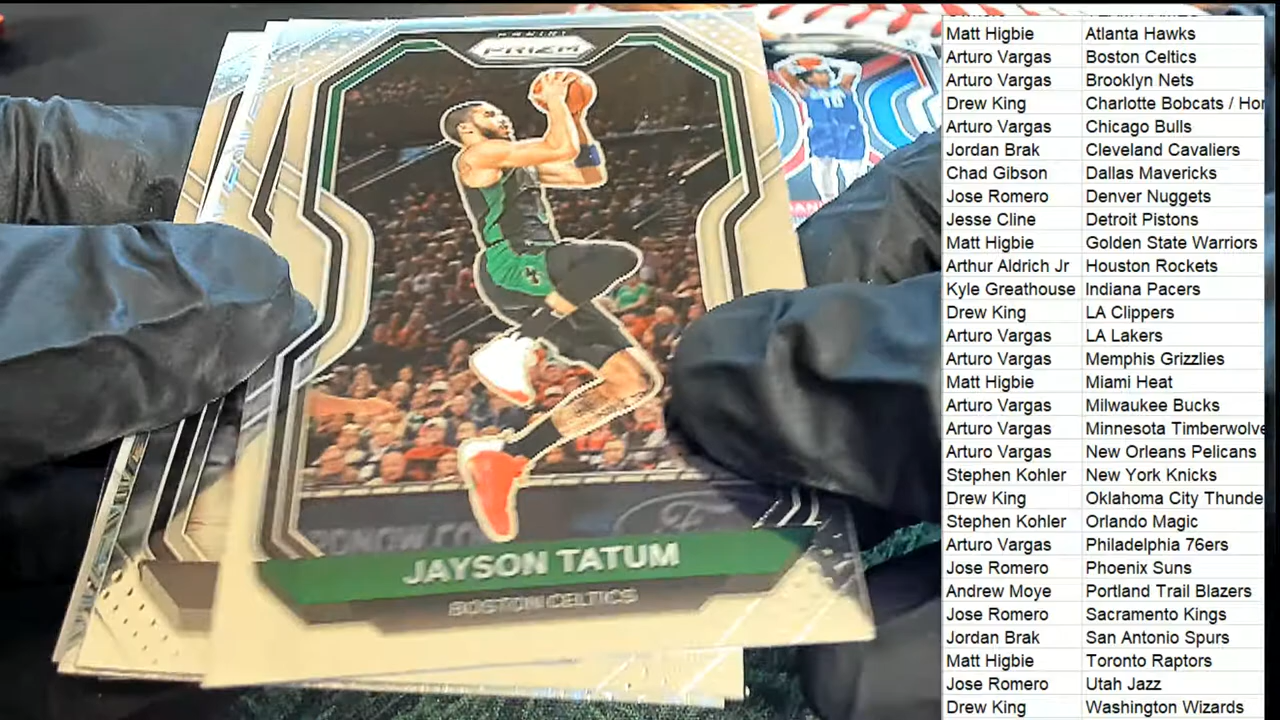 PANINI
PRIZM
JAYSON TATUM
BOSTON CELTICS
Matt Higbie Atlanta Hawks
Arturo Vargas Boston Celtics
Arturo Vargas Brooklyn Nets
Drew King Charlotte Bobcats / Hor
Arturo Vargas Chicago Bulls
Jordan Brak Cleveland Cavaliers
Chad Gibson Dallas Mavericks
Jose Romero Denver Nuggets
Jesse Cline Detroit Pistons
Matt Higbie Golden State Warriors
Arthur Aldrich Jr Houston Rockets
Kyle Greathouse Indiana Pacers
Drew King LA Clippers
Arturo Vargas LA Lakers
Arturo Vargas Memphis Grizzlies
Matt Higbie Miami Heat
Arturo Vargas Milwaukee Bucks
Arturo Vargas Minnesota Timberwolve
Arturo Vargas New Orleans Pelicans
Stephen Kohler New York Knicks
Drew King Oklahoma City Thunde
Stephen Kohler Orlando Magic
Arturo Vargas Philadelphia 76ers
Jose Romero Phoenix Suns
Andrew Moye Portland Trail Blazers
Jose Romero Sacramento Kings
Jordan Brak San Antonio Spurs
Matt Higbie Toronto Raptors
Jose Romero Utah Jazz
Drew King Washington Wizards